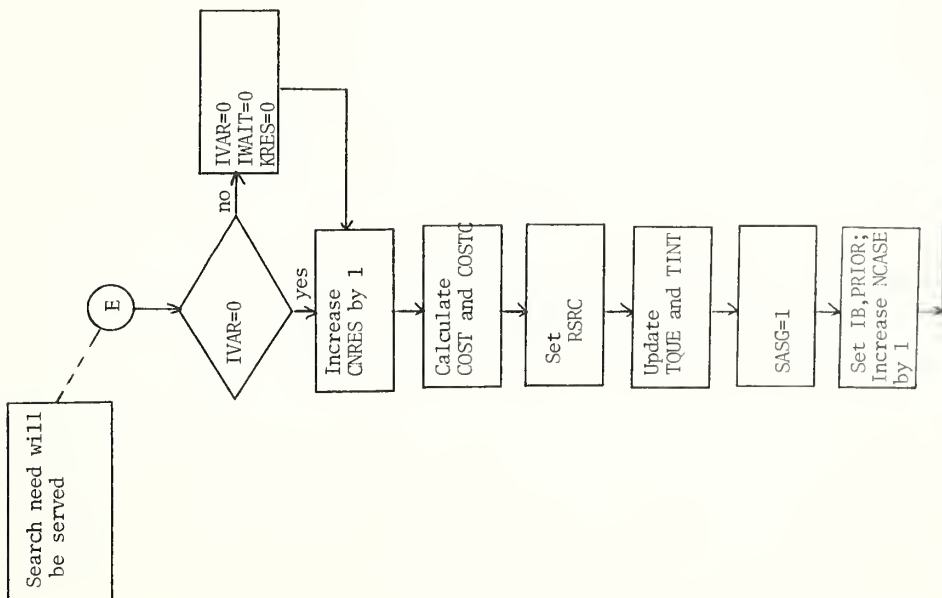 Search need will
be served
E
IVAR=0
no
IVAR=0
IWAIT=0
KRES=0
yes
Increase
CNRES by 1
Calculate
COST and COSTC
Set
RSRC
Update
TQUE and TINT
SASG=1
Set IB,PRIOR;
Increase NCASE
by 1